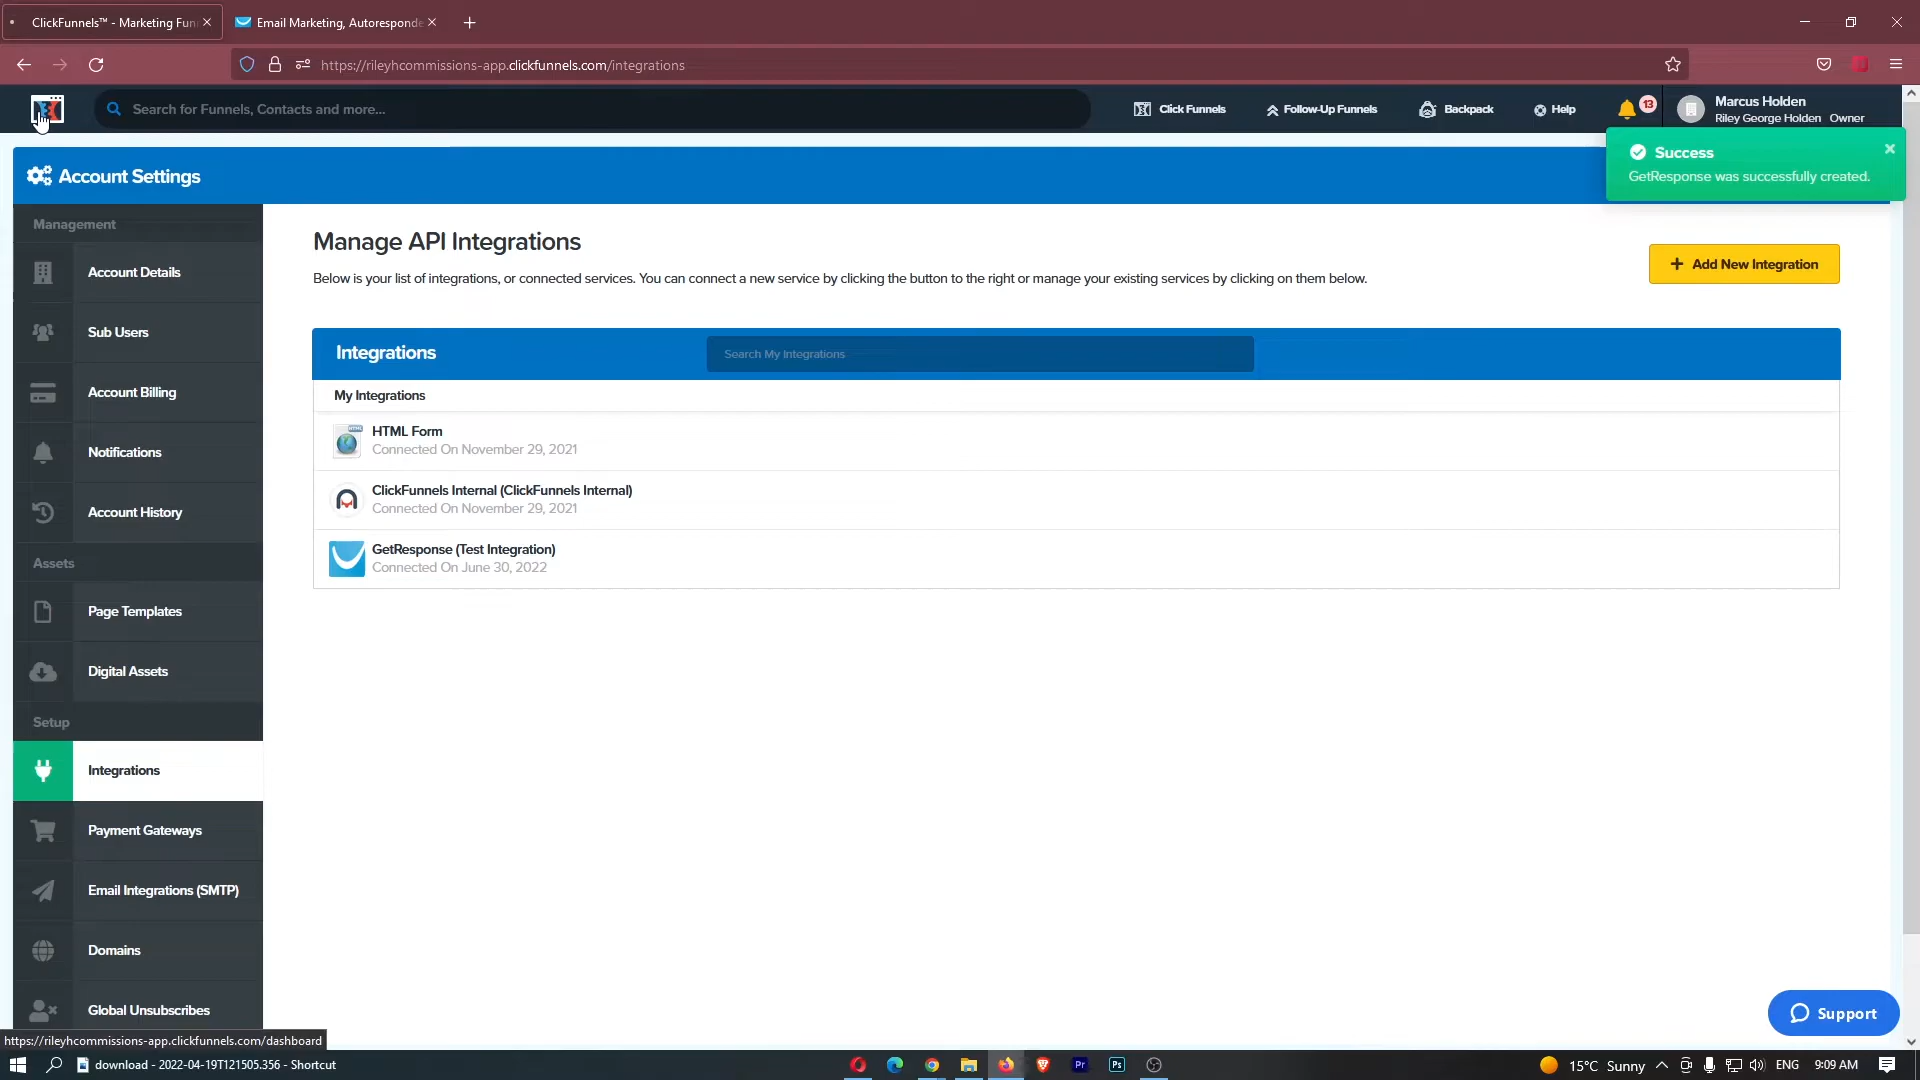 ClickFunnels™ - Marketing Fun
Email Marketing, Autoresponde
https://rileyhcommissions-app.clickfunnels.com/integrations
Search for Funnels, Contacts and more...
Click Funnels
Follow-Up Funnels
Backpack
Help
13
Marcus Holden
Riley George Holden Owner
Success
GetResponse was successfully created.
Account Settings
Management
Account Details
Sub Users
Account Billing
Notifications
Account History
Assets
Page Templates
Digital Assets
Setup
Integrations
Payment Gateways
Email Integrations (SMTP)
Domains
Global Unsubscribes
Manage API Integrations
Below is your list of integrations, or connected services. You can connect a new service by clicking the button to the right or manage your existing services by clicking on them below.
+ Add New Integration
Integrations
Search My Integrations
My Integrations
HTML Form
Connected On November 29, 2021
ClickFunnels Internal (ClickFunnels Internal)
Connected On November 29, 2021
GetResponse (Test Integration)
Connected On June 30, 2022
Support
https://rileyhcommissions-app.clickfunnels.com/dashboard
download - 2022-04-19T121505.356 - Shortcut
Pr
Ps
15°C Sunny
ENG
9:09 AM